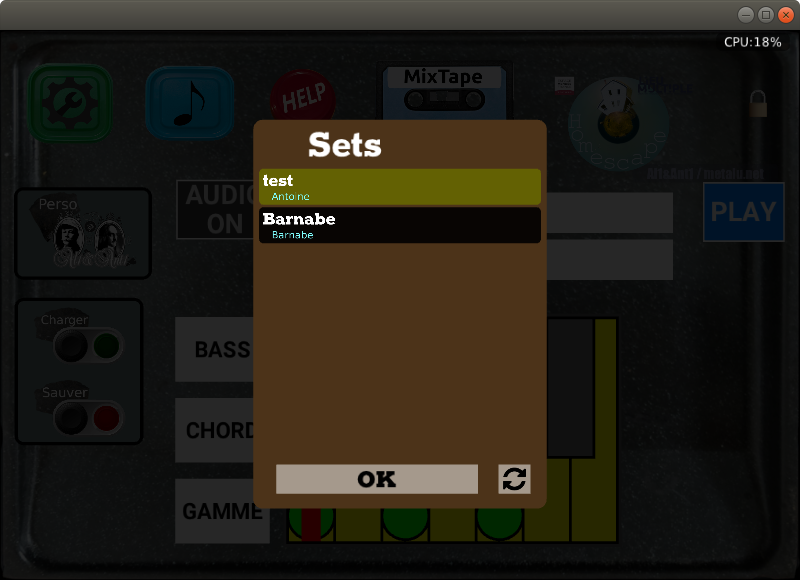 CPU:18%
HELP
MixTape
Homescape
Sets
test
Antoine
Barnabe
Barnabe
Perso
AUDIO
ON
PLAY
Charger
BASS
Sauver
CHORD
OK
GAMME